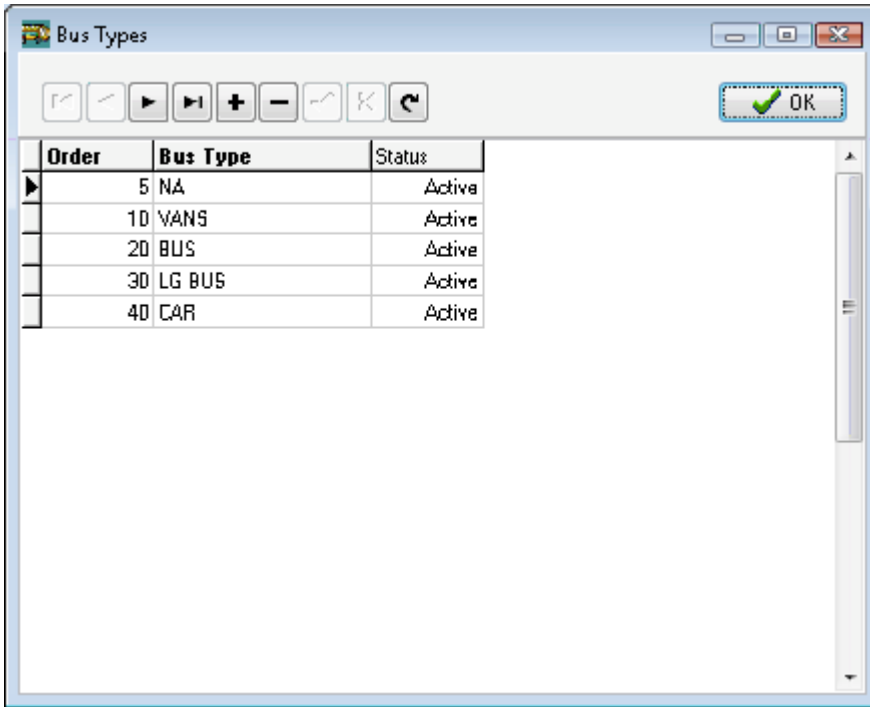 Bus Types
OK
Order Bus Type Status
5 NA Active
10 VANS Active
20 BUS Active
30 LG BUS Active
40 CAR Active